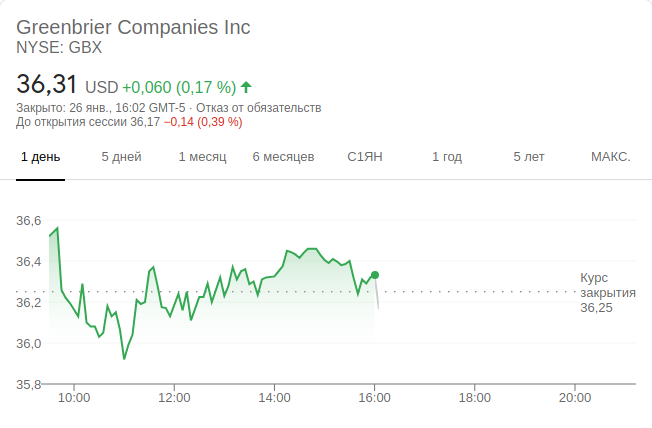 Greenbrier Companies Inc
NYSE: GBX
36,31 USD +0,060 (0,17 %)
Закрыто: 26 янв., 16:02 GMT-5 · Отказ от обязательств
До открытия сессии 36,17 −0,14 (0,39 %)
1 день 5 дней 1 месяц 6 месяцев С1ЯН 1 год 5 лет МАКС.
36,6
36,4
36,2
36,0
35,8
Курс
закрытия
36,25
10:00 12:00 14:00 16:00 18:00 20:00